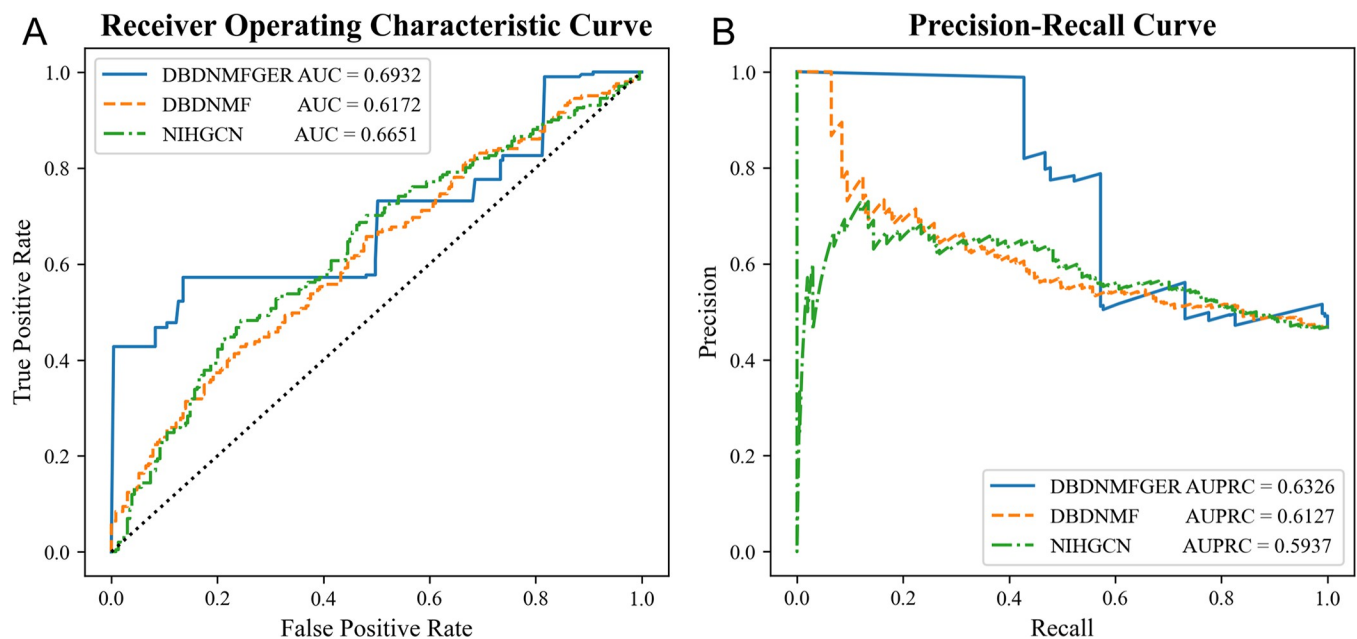 A
Receiver Operating Characteristic Curve
DBDNMFGER AUC = 0.6932
DBDNMF AUC = 0.6172
NIHGCN AUC = 0.6651
True Positive Rate
1.0
0.8
0.6
0.4
0.2
0.0
0.0 0.2 0.4 0.6 0.8 1.0
False Positive Rate
B
Precision-Recall Curve
Precision
1.0
0.8
0.6
0.4
0.2
0.0
DBDNMFGER AUPRC = 0.6326
DBDNMF AUPRC = 0.6127
NIHGCN AUPRC = 0.5937
0.0 0.2 0.4 0.6 0.8 1.0
Recall